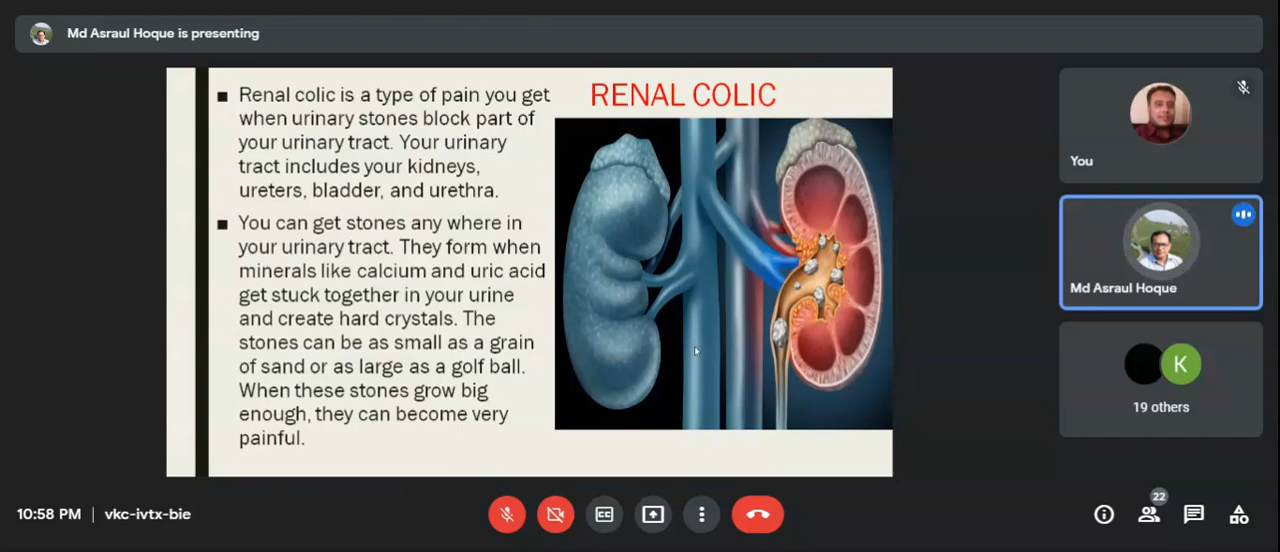 Md Asraul Hoque is presenting
RENAL COLIC
■ Renal colic is a type of pain you get
when urinary stones block part of
your urinary tract. Your urinary
tract includes your kidneys,
ureters, bladder, and urethra.
■ You can get stones any where in
your urinary tract. They form when
minerals like calcium and uric acid
get stuck together in your urine
and create hard crystals. The
stones can be as small as a grain
of sand or as large as a golf ball.
When these stones grow big
enough, they can become very
painful.
You
Md Asraul Hoque
K
19 others
10:58 PM | vkc-ivtx-bie
CC
22